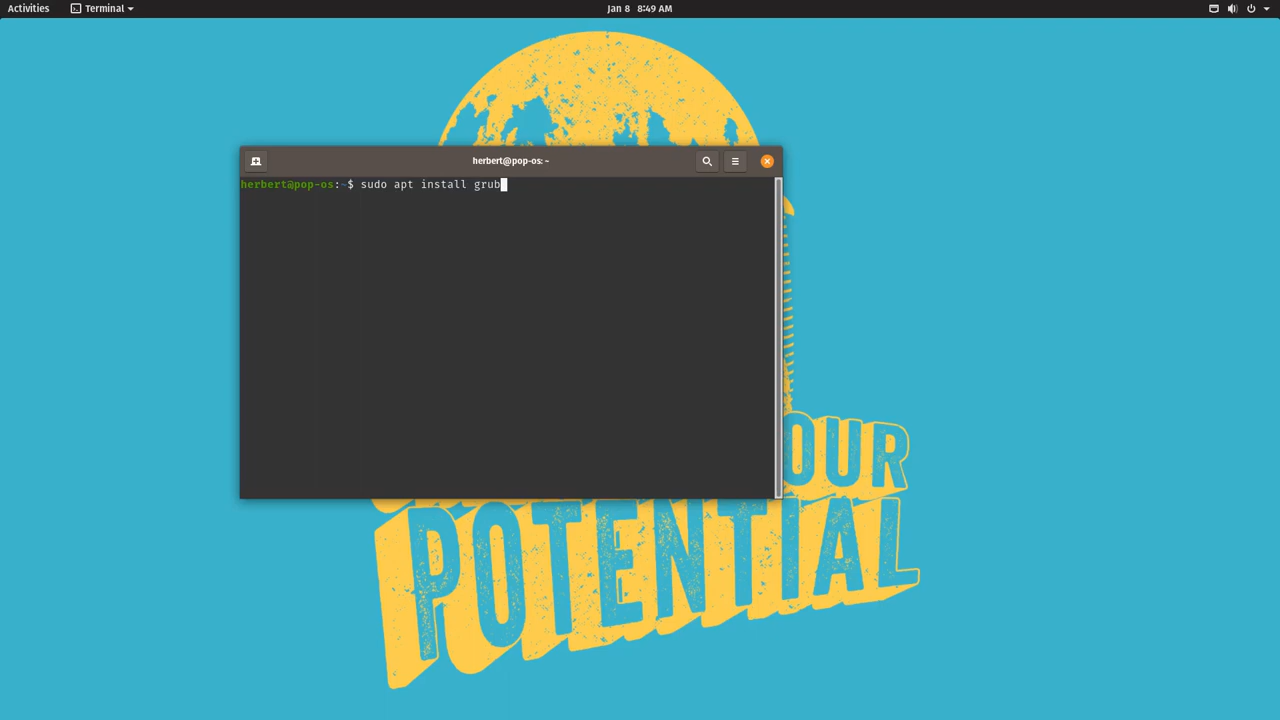 Activities
Terminal
Jan 8 8:49 AM
herbert@pop-os: ~
herbert@pop-os:~$ sudo apt install grub
OUR
POTENTIAL